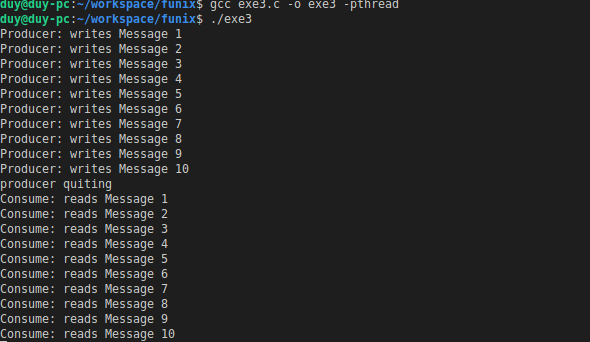 duy@duy-pc:~/workspace/funix$ gcc exe3.c -o exe3 -pthread
duy@duy-pc:~/workspace/funix$ ./exe3
Producer: writes Message 1
Producer: writes Message 2
Producer: writes Message 3
Producer: writes Message 4
Producer: writes Message 5
Producer: writes Message 6
Producer: writes Message 7
Producer: writes Message 8
Producer: writes Message 9
Producer: writes Message 10
producer quiting
Consume: reads Message 1
Consume: reads Message 2
Consume: reads Message 3
Consume: reads Message 4
Consume: reads Message 5
Consume: reads Message 6
Consume: reads Message 7
Consume: reads Message 8
Consume: reads Message 9
Consume: reads Message 10